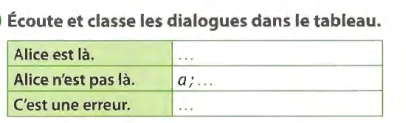 Écoute et classe les dialogues dans le tableau.
Alice est là. ...
Alice n'est pas là. a ; ...
C'est une erreur. ...